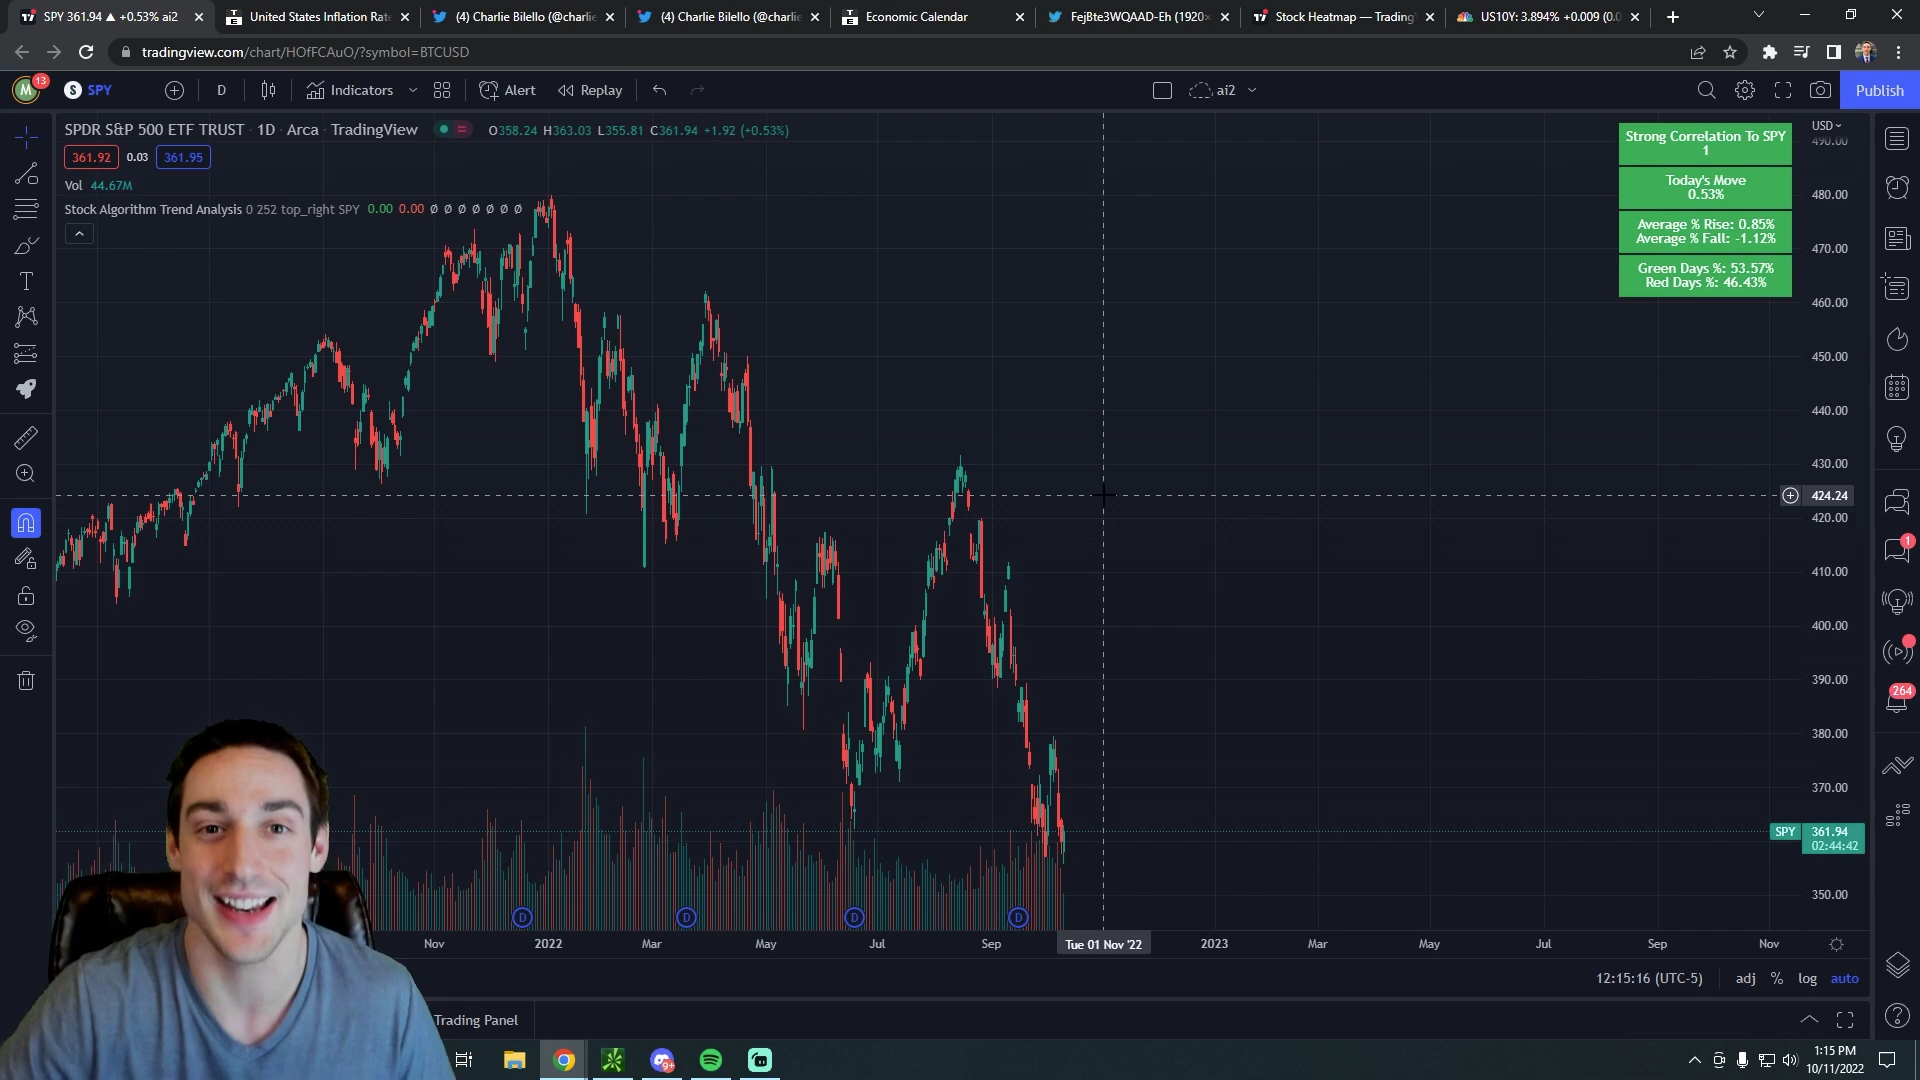 SPY 361.94 ▲ +0.53% ai2
United States Inflation Rate
(4) Charlie Bilello (@charlie
(4) Charlie Bilello (@charlie
Economic Calendar
FejBte3WQAAD-Eh (1920×
Stock Heatmap — Trading
US10Y: 3.894% +0.009 (0.0
tradingview.com/chart/HOfFCAuO/?symbol=BTCUSD
M
13
S
SPY
D
Indicators
Alert
Replay
ai2
Publish
SPDR S&P 500 ETF TRUST · 1D · Arca · TradingView
O358.24 H363.03 L355.81 C361.94 +1.92 (+0.53%)
361.92
0.03
361.95
Vol 44.67M
Stock Algorithm Trend Analysis 0 252 top_right SPY 0.00 0.00 Ø Ø Ø Ø Ø Ø Ø
Strong Correlation To SPY
1
Today's Move
0.53%
Average % Rise: 0.85%
Average % Fall: -1.12%
Green Days %: 53.57%
Red Days %: 46.43%
USD
490.00
480.00
470.00
460.00
450.00
440.00
430.00
424.24
420.00
410.00
400.00
390.00
380.00
370.00
SPY
361.94
02:44:42
350.00
D
D
D
D
Nov
2022
Mar
May
Jul
Sep
Tue 01 Nov '22
2023
Mar
May
Jul
Sep
Nov
12:15:16 (UTC-5)
adj
%
log
auto
Trading Panel
1
264
9+
1:15 PM
10/11/2022